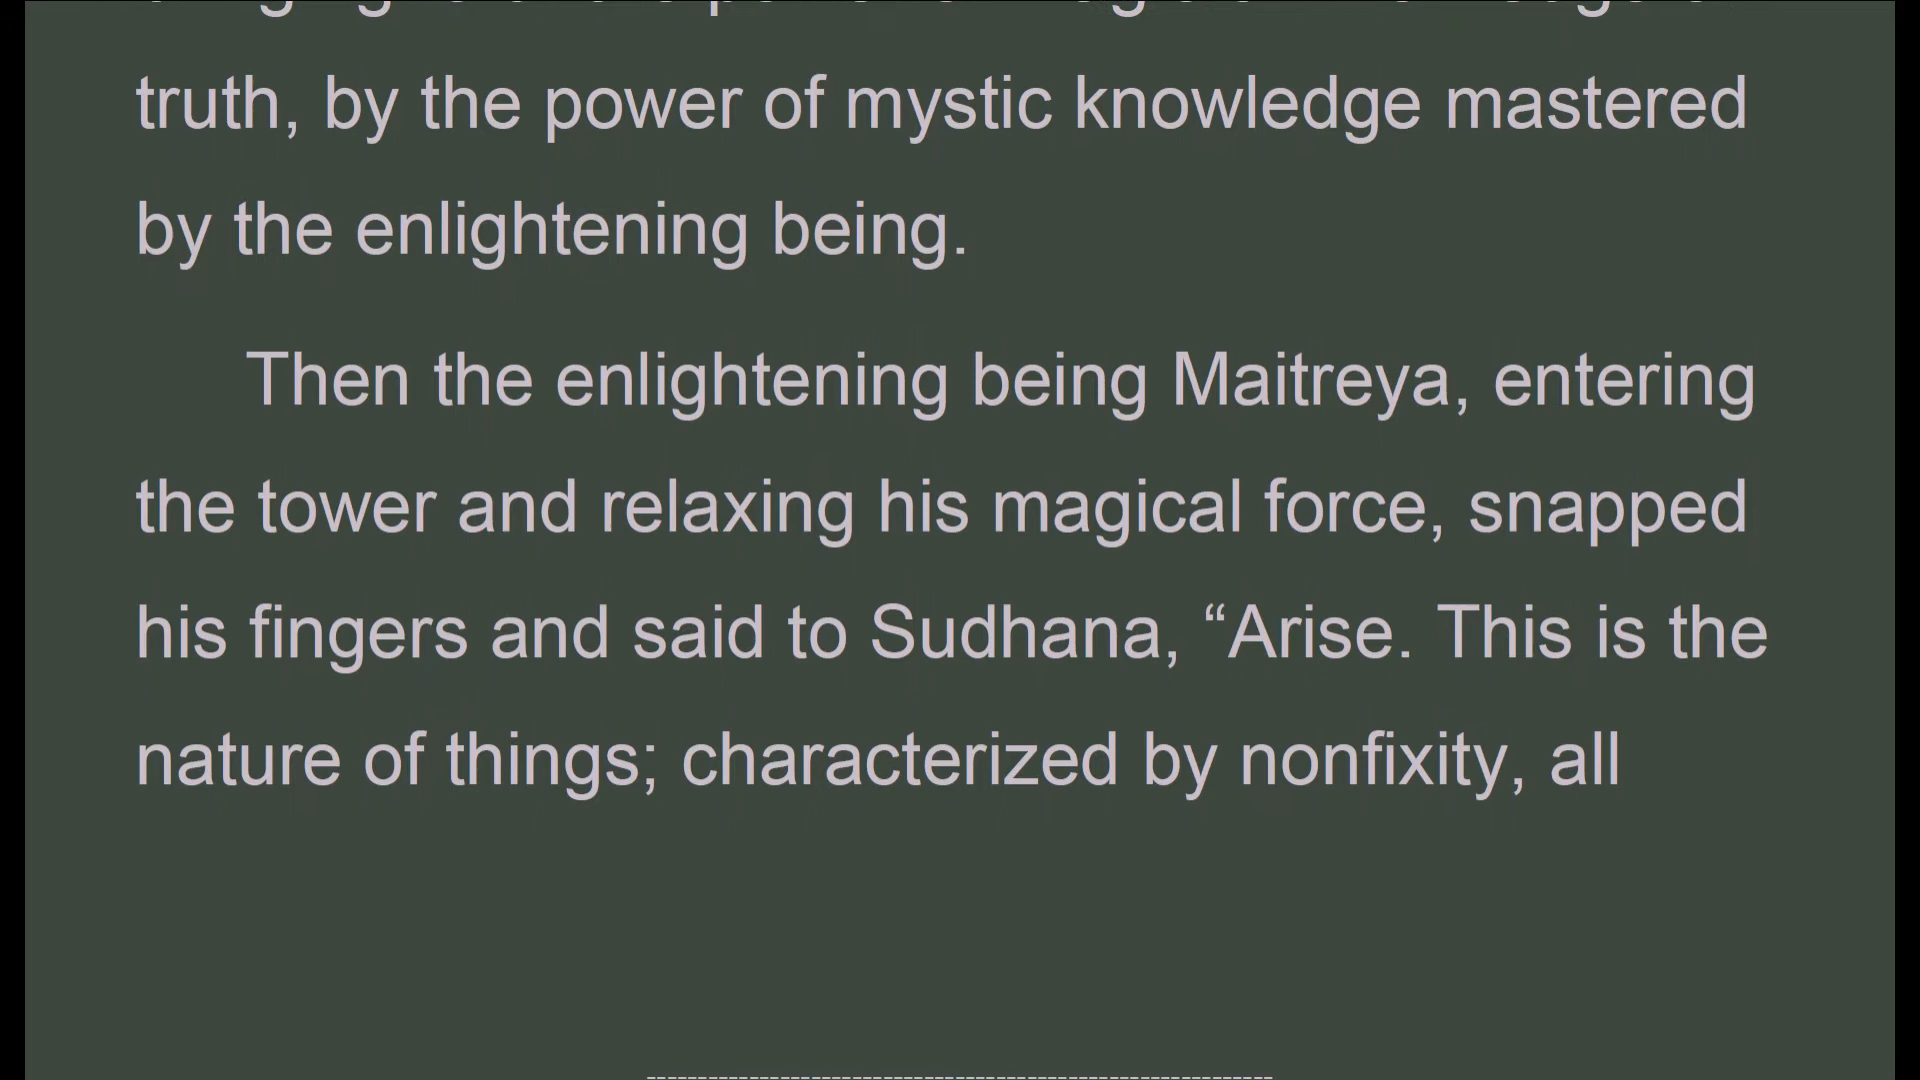 truth, by the power of mystic knowledge mastered
by the enlightening being.
Then the enlightening being Maitreya, entering
the tower and relaxing his magical force, snapped
his fingers and said to Sudhana, “Arise. This is the
nature of things; characterized by nonfixity, all